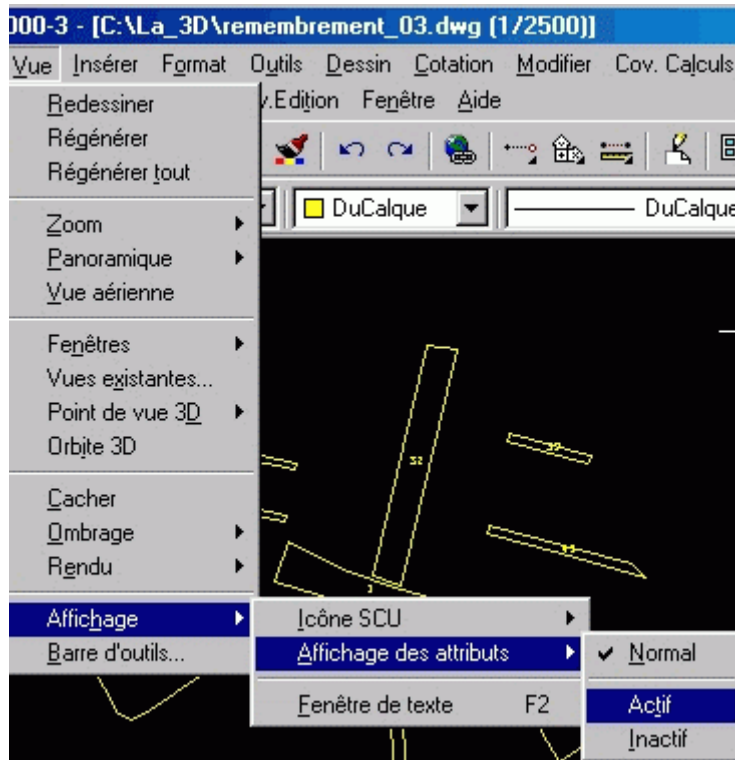 000-3 - [C:\La_3D\remembrement_03.dwg (1/2500)]
Vue Insérer Format Outils Dessin Cotation Modifier Cov. Calculs
v.Edition Fenêtre Aide
Redessiner
Régénérer
Régénérer tout
DuCalque DuCalque
Zoom
Panoramique
Vue aérienne
Fenêtres
Vues existantes...
Point de vue 3D
Orbite 3D
32
Cacher
Ombrage
Rendu
3
Affichage
Barre d'outils...
Icône SCU
Affichage des attributs
Fenêtre de texte F2
Normal
Actif
Inactif